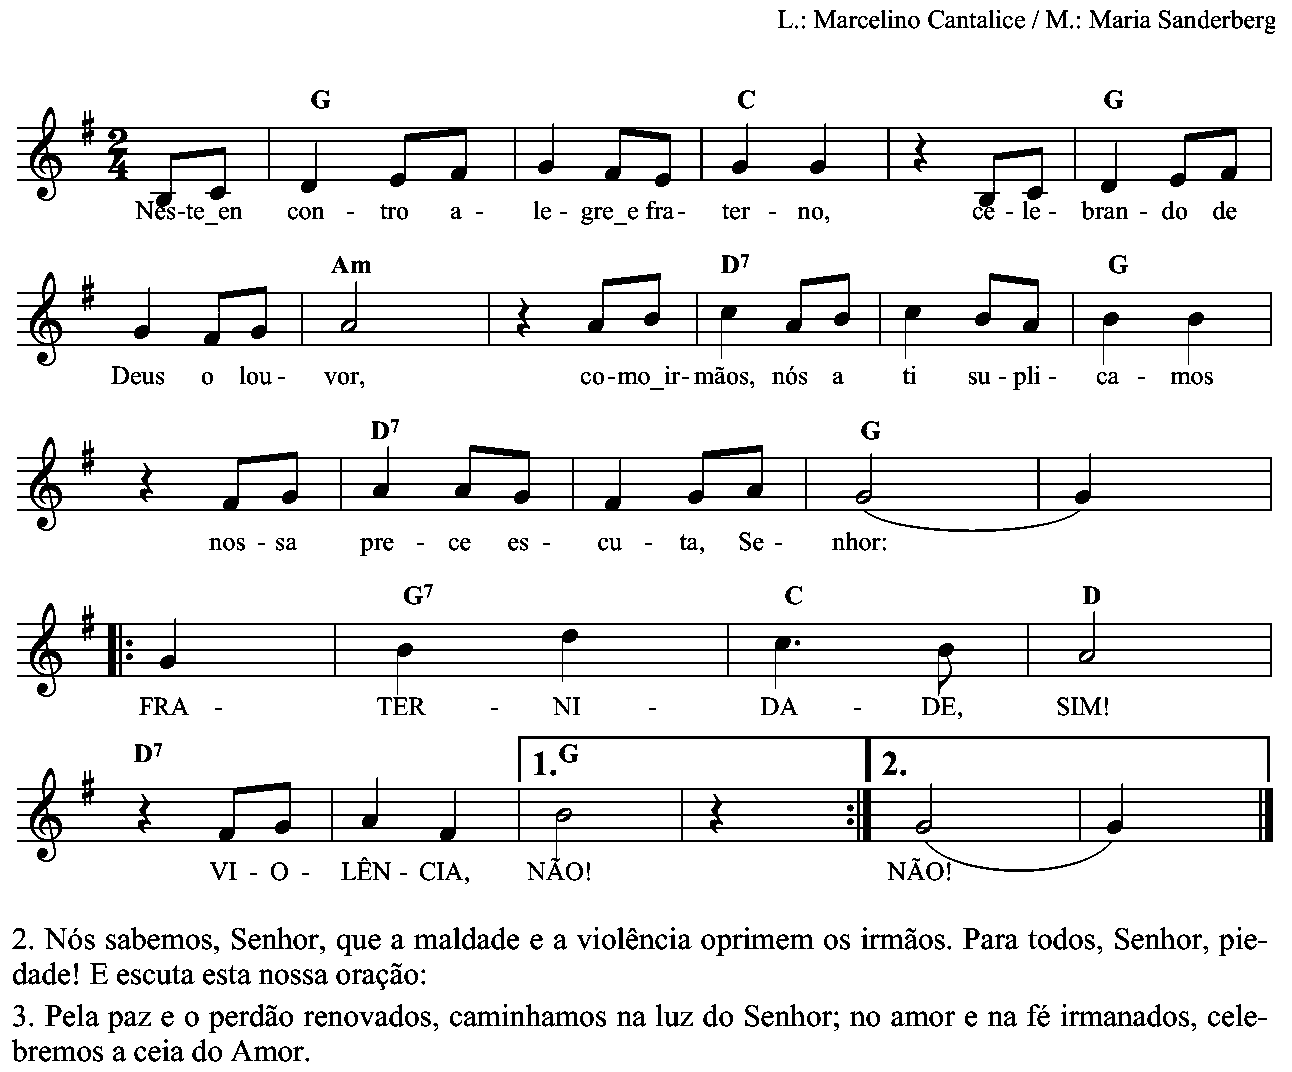 L.: Marcelino Cantalice / M.: Maria Sanderberg
G C G
2
4
Nes-te_en con - tro a - le - gre_e fra - ter - no, ce - le - bran - do de
Am D7 G
Deus o lou - vor, co-mo_ir-mãos, nós a ti su - pli - ca - mos
D7 G
nos - sa pre - ce es - cu - ta, Se - nhor:
G7 C D
FRA - TER - NI - DA - DE, SIM!
D7 1. G 2.
VI - O - LÊN - CIA, NÃO! NÃO!
2. Nós sabemos, Senhor, que a maldade e a violência oprimem os irmãos. Para todos, Senhor, pie-
dade! E escuta esta nossa oração:
3. Pela paz e o perdão renovados, caminhamos na luz do Senhor; no amor e na fé irmanados, cele-
bremos a ceia do Amor.